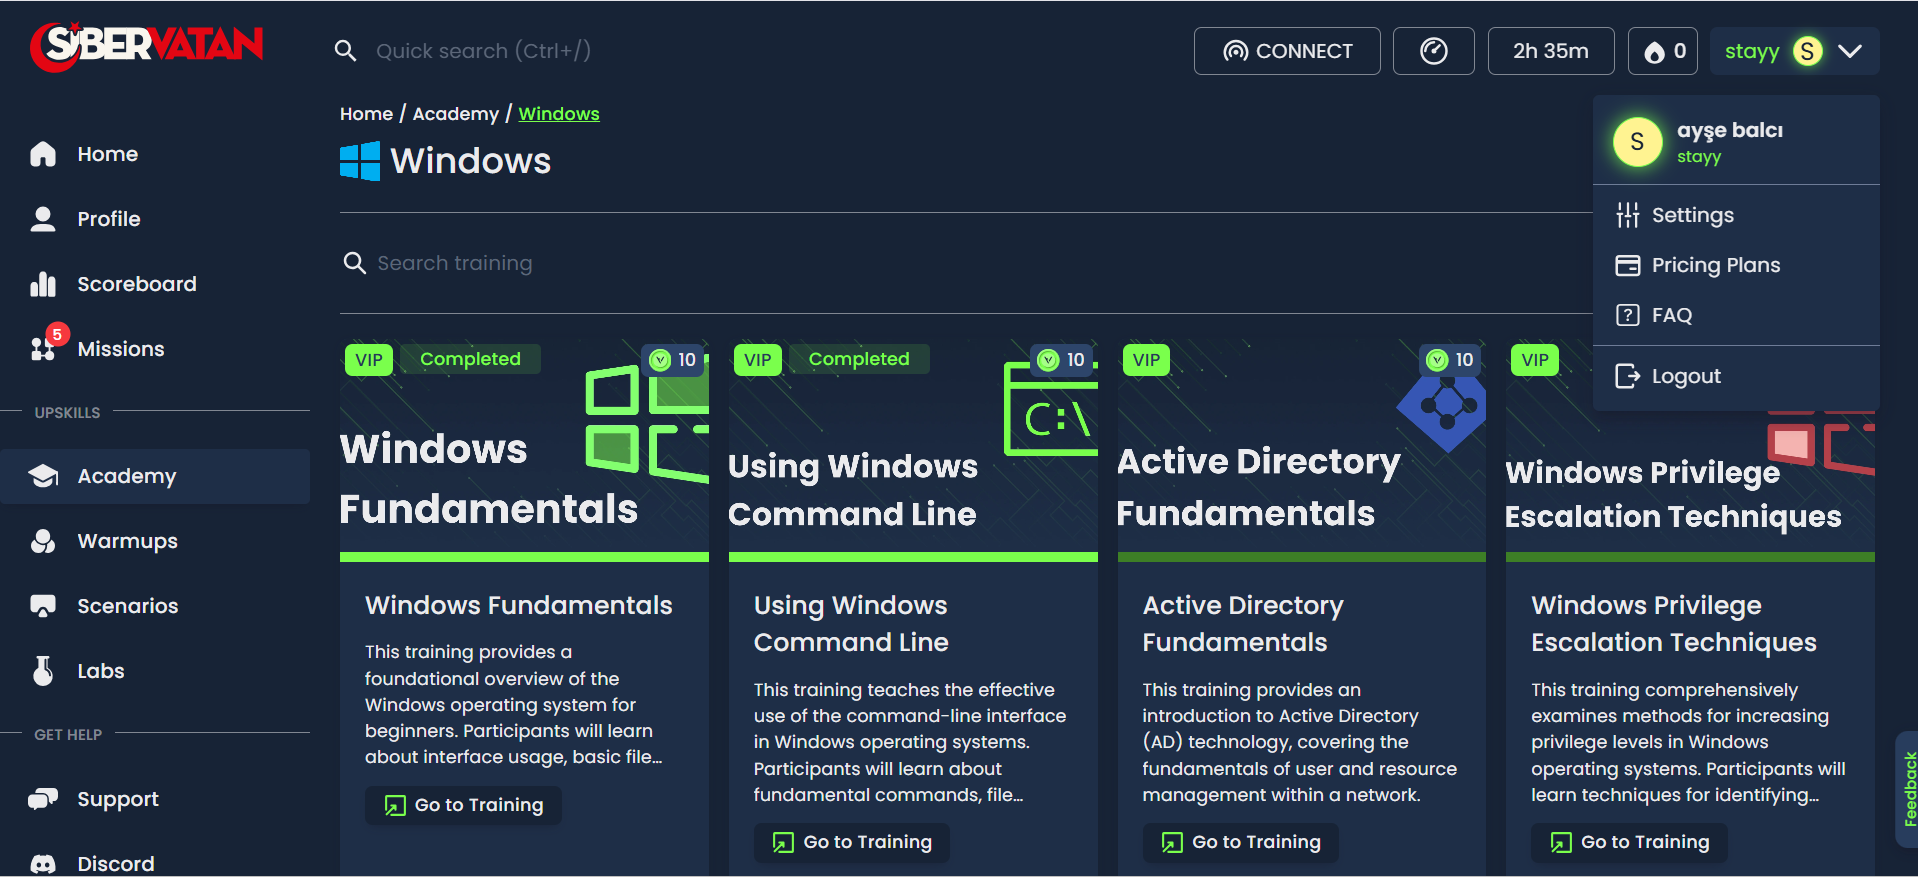 SİBERVATAN
Quick search (Ctrl+/)
CONNECT
2h 35m
0
stayy
S
Home / Academy / Windows
Windows
S
ayşe balcı
stayy
Settings
Pricing Plans
FAQ
Logout
Search training
Home
Profile
Scoreboard
5
Missions
UPSKILLS
Academy
Warmups
Scenarios
Labs
GET HELP
Support
Discord
VIP
Completed
10
Windows
Fundamentals
Windows Fundamentals
This training provides a
foundational overview of the
Windows operating system for
beginners. Participants will learn
about interface usage, basic file...
Go to Training
VIP
Completed
10
C:\
Using Windows
Command Line
Using Windows
Command Line
This training teaches the effective
use of the command-line interface
in Windows operating systems.
Participants will learn about
fundamental commands, file...
Go to Training
VIP
10
Active Directory
Fundamentals
Active Directory
Fundamentals
This training provides an
introduction to Active Directory
(AD) technology, covering the
fundamentals of user and resource
management within a network.
Go to Training
VIP
Windows Privilege
Escalation Techniques
Windows Privilege
Escalation Techniques
This training comprehensively
examines methods for increasing
privilege levels in Windows
operating systems. Participants will
learn techniques for identifying...
Go to Training
Feedback